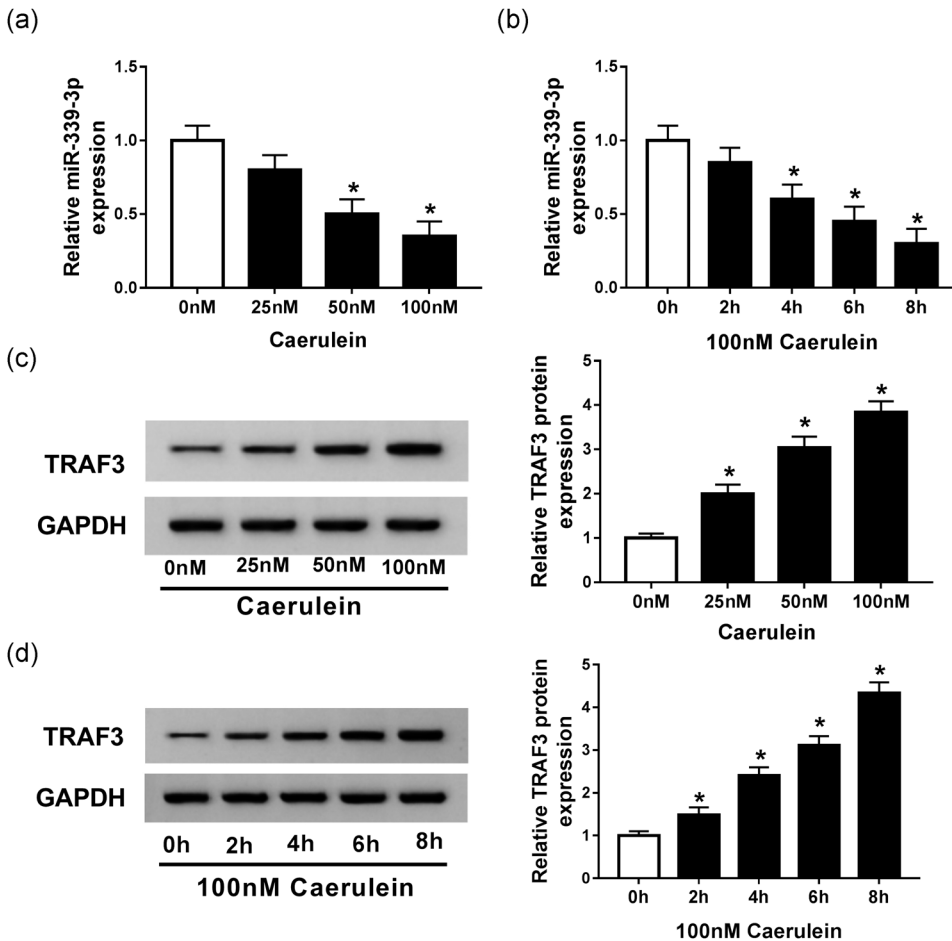 (a)
Relative miR-339-3p
expression
1.5
1.0
0.5
0.0
*
*
0nM 25nM 50nM 100nM
Caerulein
(b)
Relative miR-339-3p
expression
1.5
1.0
0.5
0.0
*
*
*
0h 2h 4h 6h 8h
100nM Caerulein
(c)
TRAF3
GAPDH
0nM 25nM 50nM 100nM
Caerulein
Relative TRAF3 protein
expression
5
4
3
2
1
0
*
*
*
0nM 25nM 50nM 100nM
Caerulein
(d)
TRAF3
GAPDH
0h 2h 4h 6h 8h
100nM Caerulein
Relative TRAF3 protein
expression
5
4
3
2
1
0
*
*
*
*
0h 2h 4h 6h 8h
100nM Caerulein